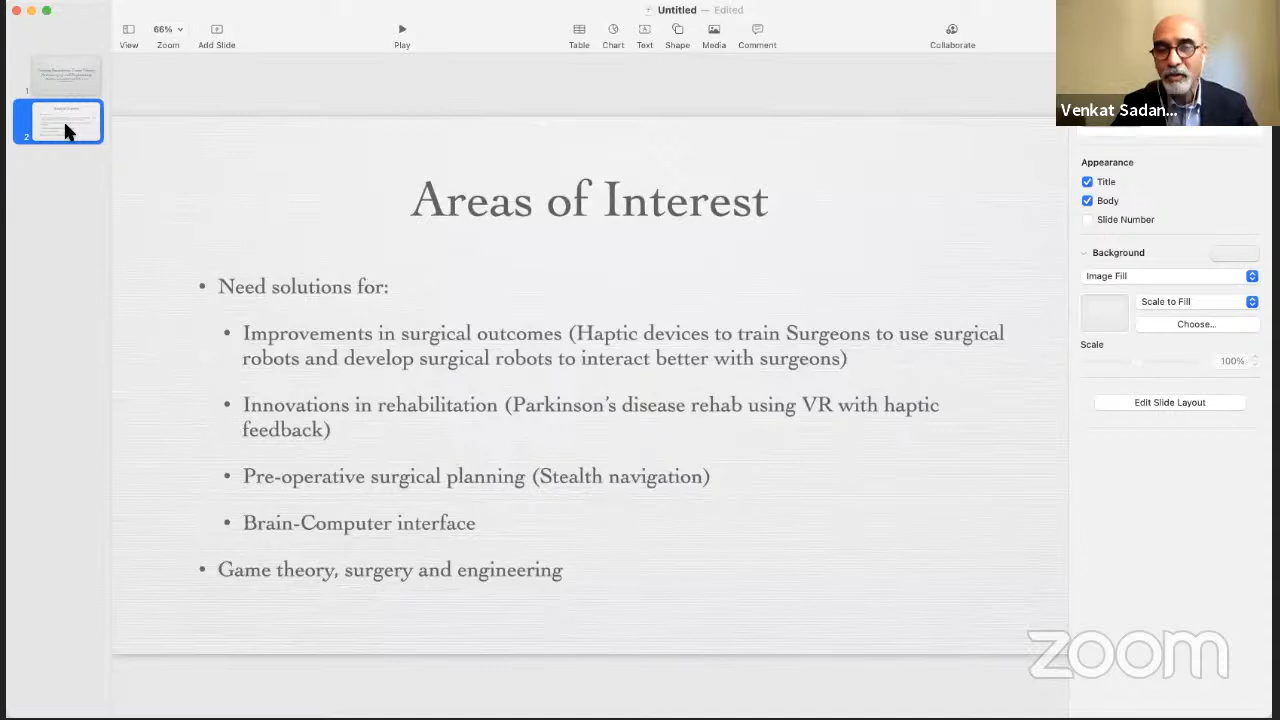 Untitled — Edited
View
66%
Zoom
Add Slide
Play
Table
Chart
Text
Shape
Media
Comment
Collaborate
Venkat Sadan...
1
2
Areas of Interest
• Need solutions for:
• Improvements in surgical outcomes (Haptic devices to train Surgeons to use surgical
robots and develop surgical robots to interact better with surgeons)
• Innovations in rehabilitation (Parkinson's disease rehab using VR with haptic
feedback)
• Pre-operative surgical planning (Stealth navigation)
• Brain-Computer interface
• Game theory, surgery and engineering
Appearance
Title
Body
Slide Number
Background
Image Fill
Scale to Fill
Choose...
Scale
100%
Edit Slide Layout
zoom